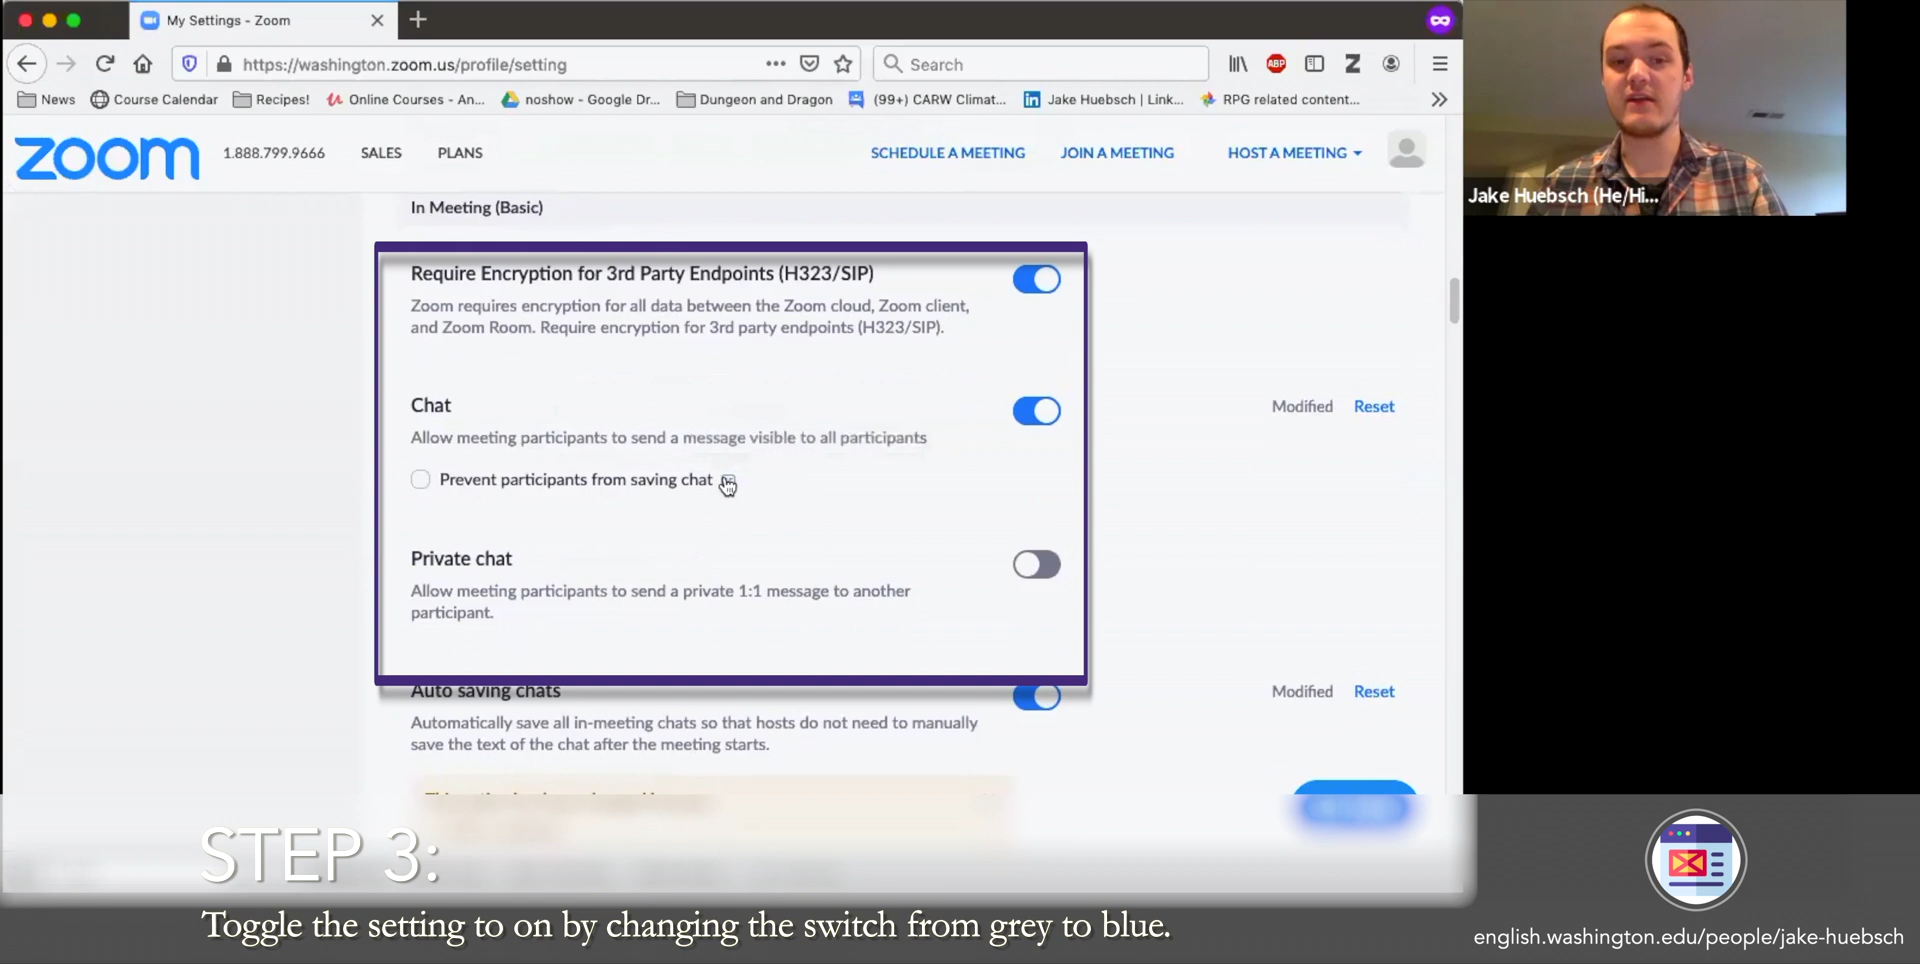 My Settings - Zoom
https://washington.zoom.us/profile/setting
Search
ABP
Z
News
Course Calendar
Recipes!
Online Courses - An...
noshow - Google Dr...
Dungeon and Dragon
(99+) CARW Climat...
in
Jake Huebsch | Link...
RPG related content...
zoom
1.888.799.9666
SALES
PLANS
SCHEDULE A MEETING
JOIN A MEETING
HOST A MEETING
Jake Huebsch (He/Hi...
In Meeting (Basic)
Require Encryption for 3rd Party Endpoints (H323/SIP)
Zoom requires encryption for all data between the Zoom cloud, Zoom client,
and Zoom Room. Require encryption for 3rd party endpoints (H323/SIP).
Chat
Modified Reset
Allow meeting participants to send a message visible to all participants
Prevent participants from saving chat
Private chat
Allow meeting participants to send a private 1:1 message to another
participant.
Auto saving chats
Modified Reset
Automatically save all in-meeting chats so that hosts do not need to manually
save the text of the chat after the meeting starts.
STEP 3:
Toggle the setting to on by changing the switch from grey to blue.
english.washington.edu/people/jake-huebsch